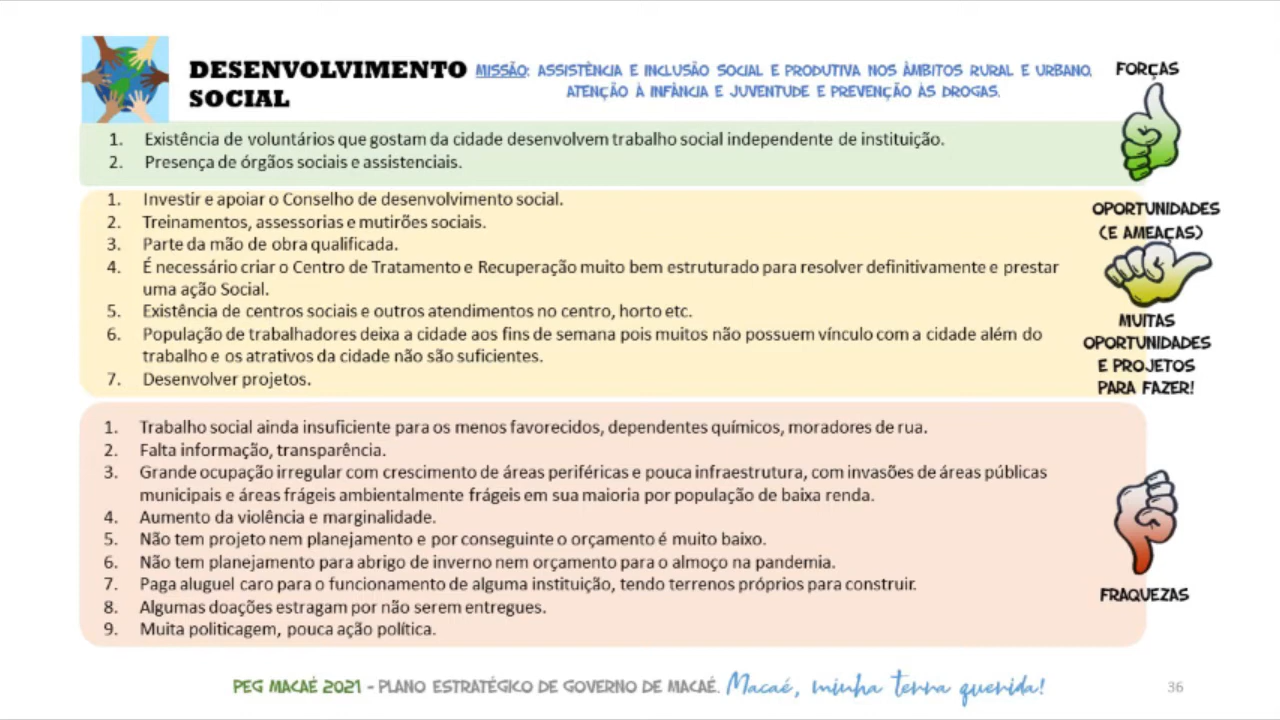 DESENVOLVIMENTO SOCIAL
MISSÃO: ASSISTÊNCIA E INCLUSÃO SOCIAL E PRODUTIVA NOS ÂMBITOS RURAL E URBANO,
ATENÇÃO À INFÂNCIA E JUVENTUDE E PREVENÇÃO ÀS DROGAS.
FORÇAS
1. Existência de voluntários que gostam da cidade desenvolvem trabalho social independente de instituição.
2. Presença de órgãos sociais e assistenciais.
OPORTUNIDADES
(E AMEAÇAS)
1. Investir e apoiar o Conselho de desenvolvimento social.
2. Treinamentos, assessorias e mutirões sociais.
3. Parte da mão de obra qualificada.
4. É necessário criar o Centro de Tratamento e Recuperação muito bem estruturado para resolver definitivamente e prestar
uma ação Social.
5. Existência de centros sociais e outros atendimentos no centro, horto etc.
6. População de trabalhadores deixa a cidade aos fins de semana pois muitos não possuem vínculo com a cidade além do
trabalho e os atrativos da cidade não são suficientes.
7. Desenvolver projetos.
MUITAS
OPORTUNIDADES
E PROJETOS
PARA FAZER!
1. Trabalho social ainda insuficiente para os menos favorecidos, dependentes químicos, moradores de rua.
2. Falta informação, transparência.
3. Grande ocupação irregular com crescimento de áreas periféricas e pouca infraestrutura, com invasões de áreas públicas
municipais e áreas frágeis ambientalmente frágeis em sua maioria por população de baixa renda.
4. Aumento da violência e marginalidade.
5. Não tem projeto nem planejamento e por conseguinte o orçamento é muito baixo.
6. Não tem planejamento para abrigo de inverno nem orçamento para o almoço na pandemia.
7. Paga aluguel caro para o funcionamento de alguma instituição, tendo terrenos próprios para construir.
8. Algumas doações estragam por não serem entregues.
9. Muita politicagem, pouca ação política.
FRAQUEZAS
PEG MACAÉ 2021 - PLANO ESTRATÉGICO DE GOVERNO DE MACAÉ. Macaé, minha terra querida!
36